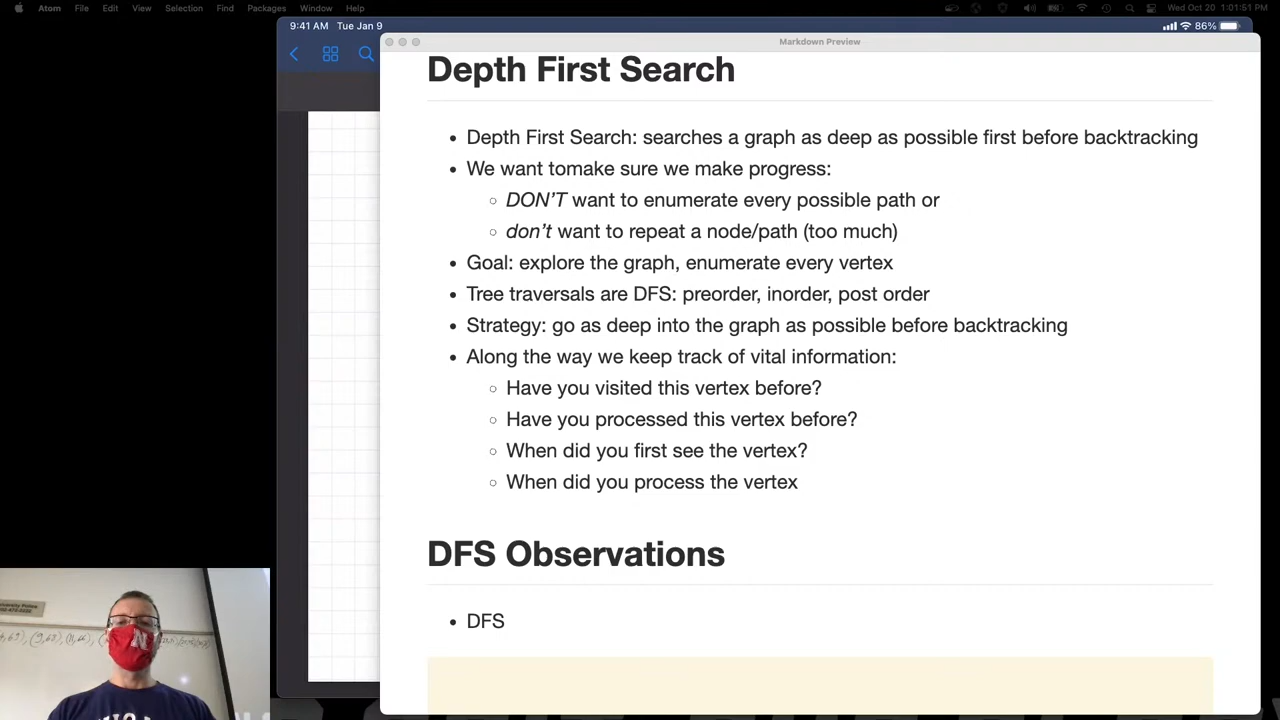 Atom File Edit View Selection Find Packages Window Help
Wed Oct 20 1:01:51 PM
9:41 AM Tue Jan 9
86%
Markdown Preview
Depth First Search
• Depth First Search: searches a graph as deep as possible first before backtracking
• We want tomake sure we make progress:
◦ DON'T want to enumerate every possible path or
◦ don't want to repeat a node/path (too much)
• Goal: explore the graph, enumerate every vertex
• Tree traversals are DFS: preorder, inorder, post order
• Strategy: go as deep into the graph as possible before backtracking
• Along the way we keep track of vital information:
◦ Have you visited this vertex before?
◦ Have you processed this vertex before?
◦ When did you first see the vertex?
◦ When did you process the vertex
DFS Observations
• DFS
N